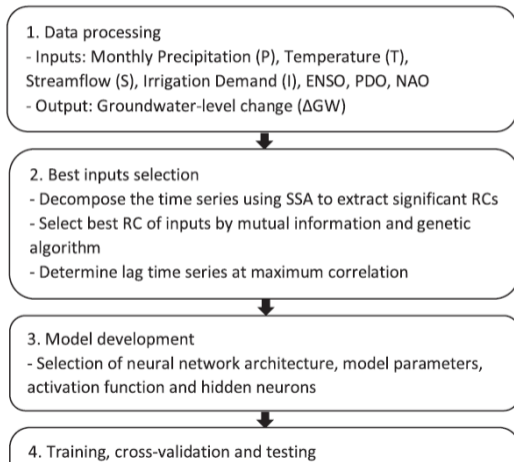 1. Data processing
- Inputs: Monthly Precipitation (P), Temperature (T),
Streamflow (S), Irrigation Demand (I), ENSO, PDO, NAO
- Output: Groundwater-level change (ΔGW)
2. Best inputs selection
- Decompose the time series using SSA to extract significant RCs
- Select best RC of inputs by mutual information and genetic
algorithm
- Determine lag time series at maximum correlation
3. Model development
- Selection of neural network architecture, model parameters,
activation function and hidden neurons
4. Training, cross-validation and testing